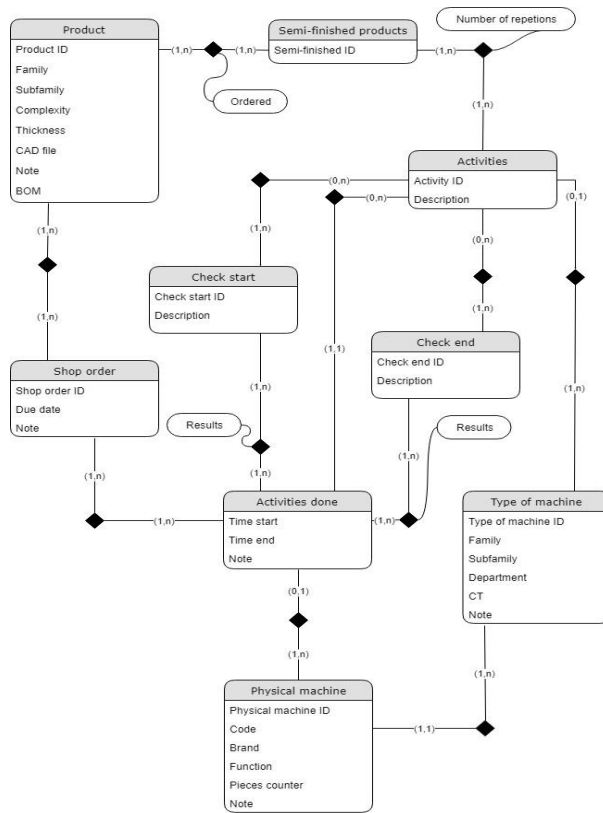 Product
Product ID
Family
Subfamily
Complexity
Thickness
CAD file
Note
BOM
(1,n)
(1,n)
Ordered
Semi-finished products
Semi-finished ID
(1,n)
Number of repetions
(1,n)
Activities
Activity ID
Description
(0,n)
(0,n)
(0,1)
(0,n)
(1,n)
(1,n)
Check start
Check start ID
Description
(1,n)
(1,1)
(1,n)
Check end
Check end ID
Description
(1,n)
Shop order
Shop order ID
Due date
Note
(1,n)
(1,n)
Results
(1,n)
(1,n)
Results
(1,n)
Activities done
Time start
Time end
Note
(1,n)
(1,n)
Type of machine
Type of machine ID
Family
Subfamily
Department
CT
Note
(0,1)
(1,n)
(1,n)
Physical machine
Physical machine ID
Code
Brand
Function
Pieces counter
Note
(1,1)